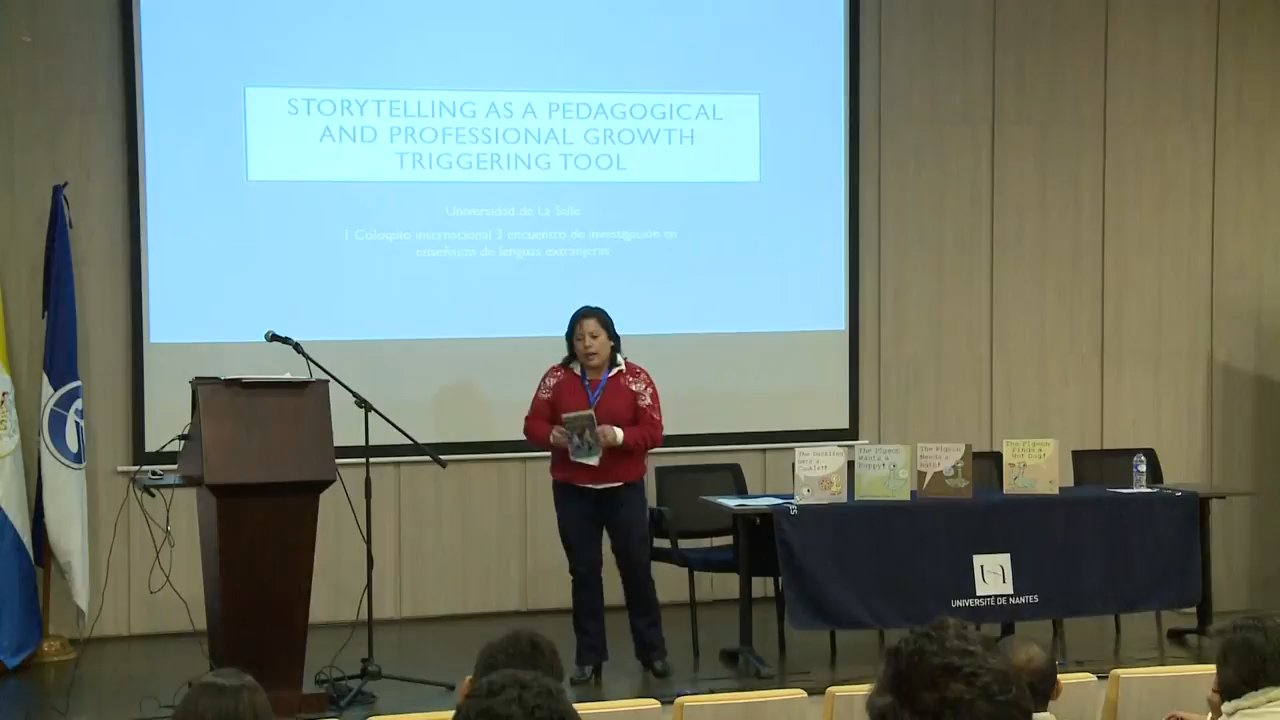 STORYTELLING AS A PEDAGOGICAL
AND PROFESSIONAL GROWTH
TRIGGERING TOOL
Universidad de La Salle
I Coloquio internacional 3 encuentro de investigación en
enseñanza de lenguas extranjeras
The Duckling
Gets a
Cookie!?
The Pigeon
Wants a
Puppy!
The Pigeon
Needs a
Bath!
The Pigeon
Finds a
Hot Dog!
UNIVERSITÉ DE NANTES